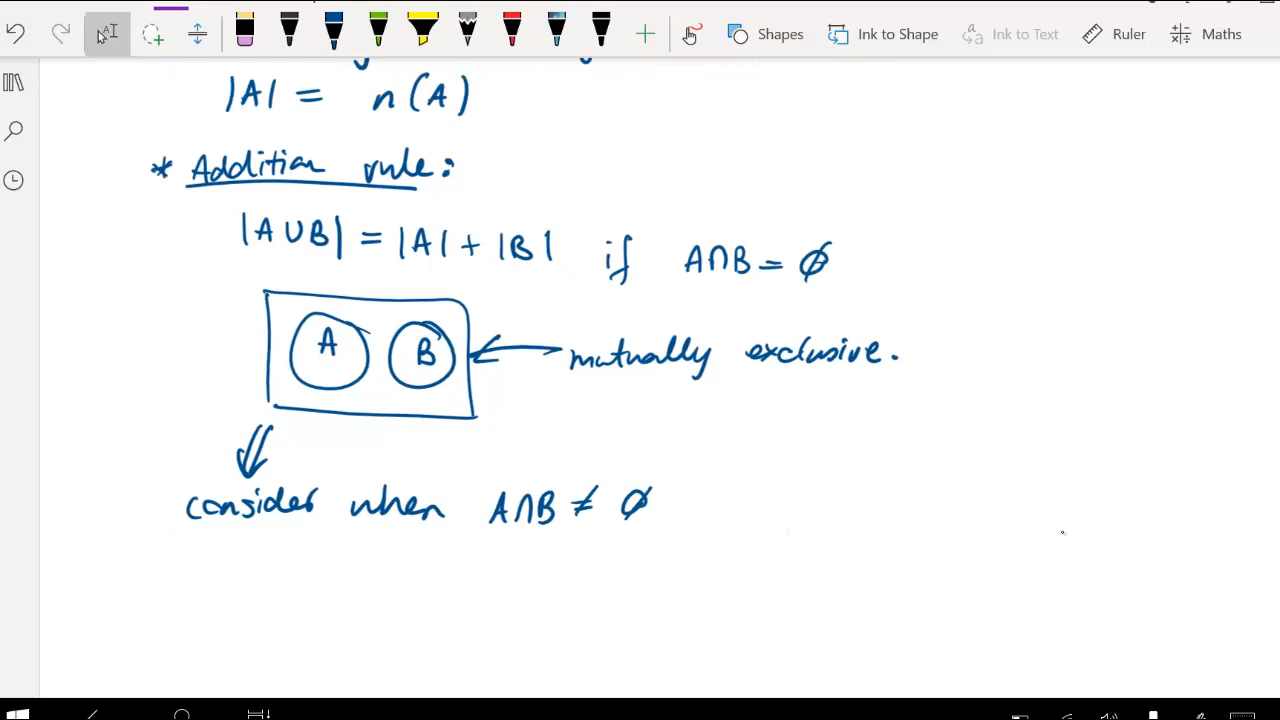 Shapes Ink to Shape Ink to Text Ruler Maths
|A| = n(A)
* Addition rule:
|A∪B| = |A| + |B| if A∩B = ∅
A B mutually exclusive.
consider when A∩B ≠ ∅